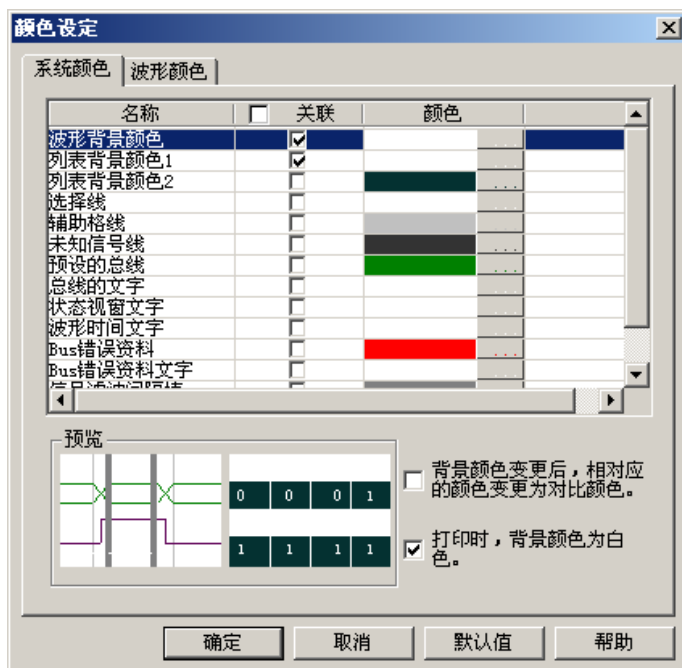 颜色设定
系统颜色 波形颜色
名称 关联 颜色
波形背景颜色 ...
列表背景颜色1 ...
列表背景颜色2 ...
选择线 ...
辅助格线 ...
未知信号线 ...
预设的总线 ...
总线的文字 ...
状态视窗文字 ...
波形时间文字 ...
Bus错误资料 ...
Bus错误资料文字 ...
预览
0 0 0 1
1 1 1 1
背景颜色变更后，相对应
的颜色变更为对比颜色。
打印时，背景颜色为白
色。
确定 取消 默认值 帮助